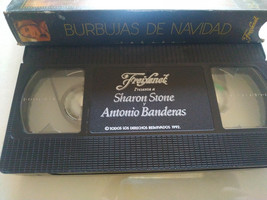 BURBUJAS DE NAVIDAD
Freixenet
Presenta a
Sharon Stone
Antonio Banderas
© TODOS LOS DERECHOS RESERVADOS. 1992.